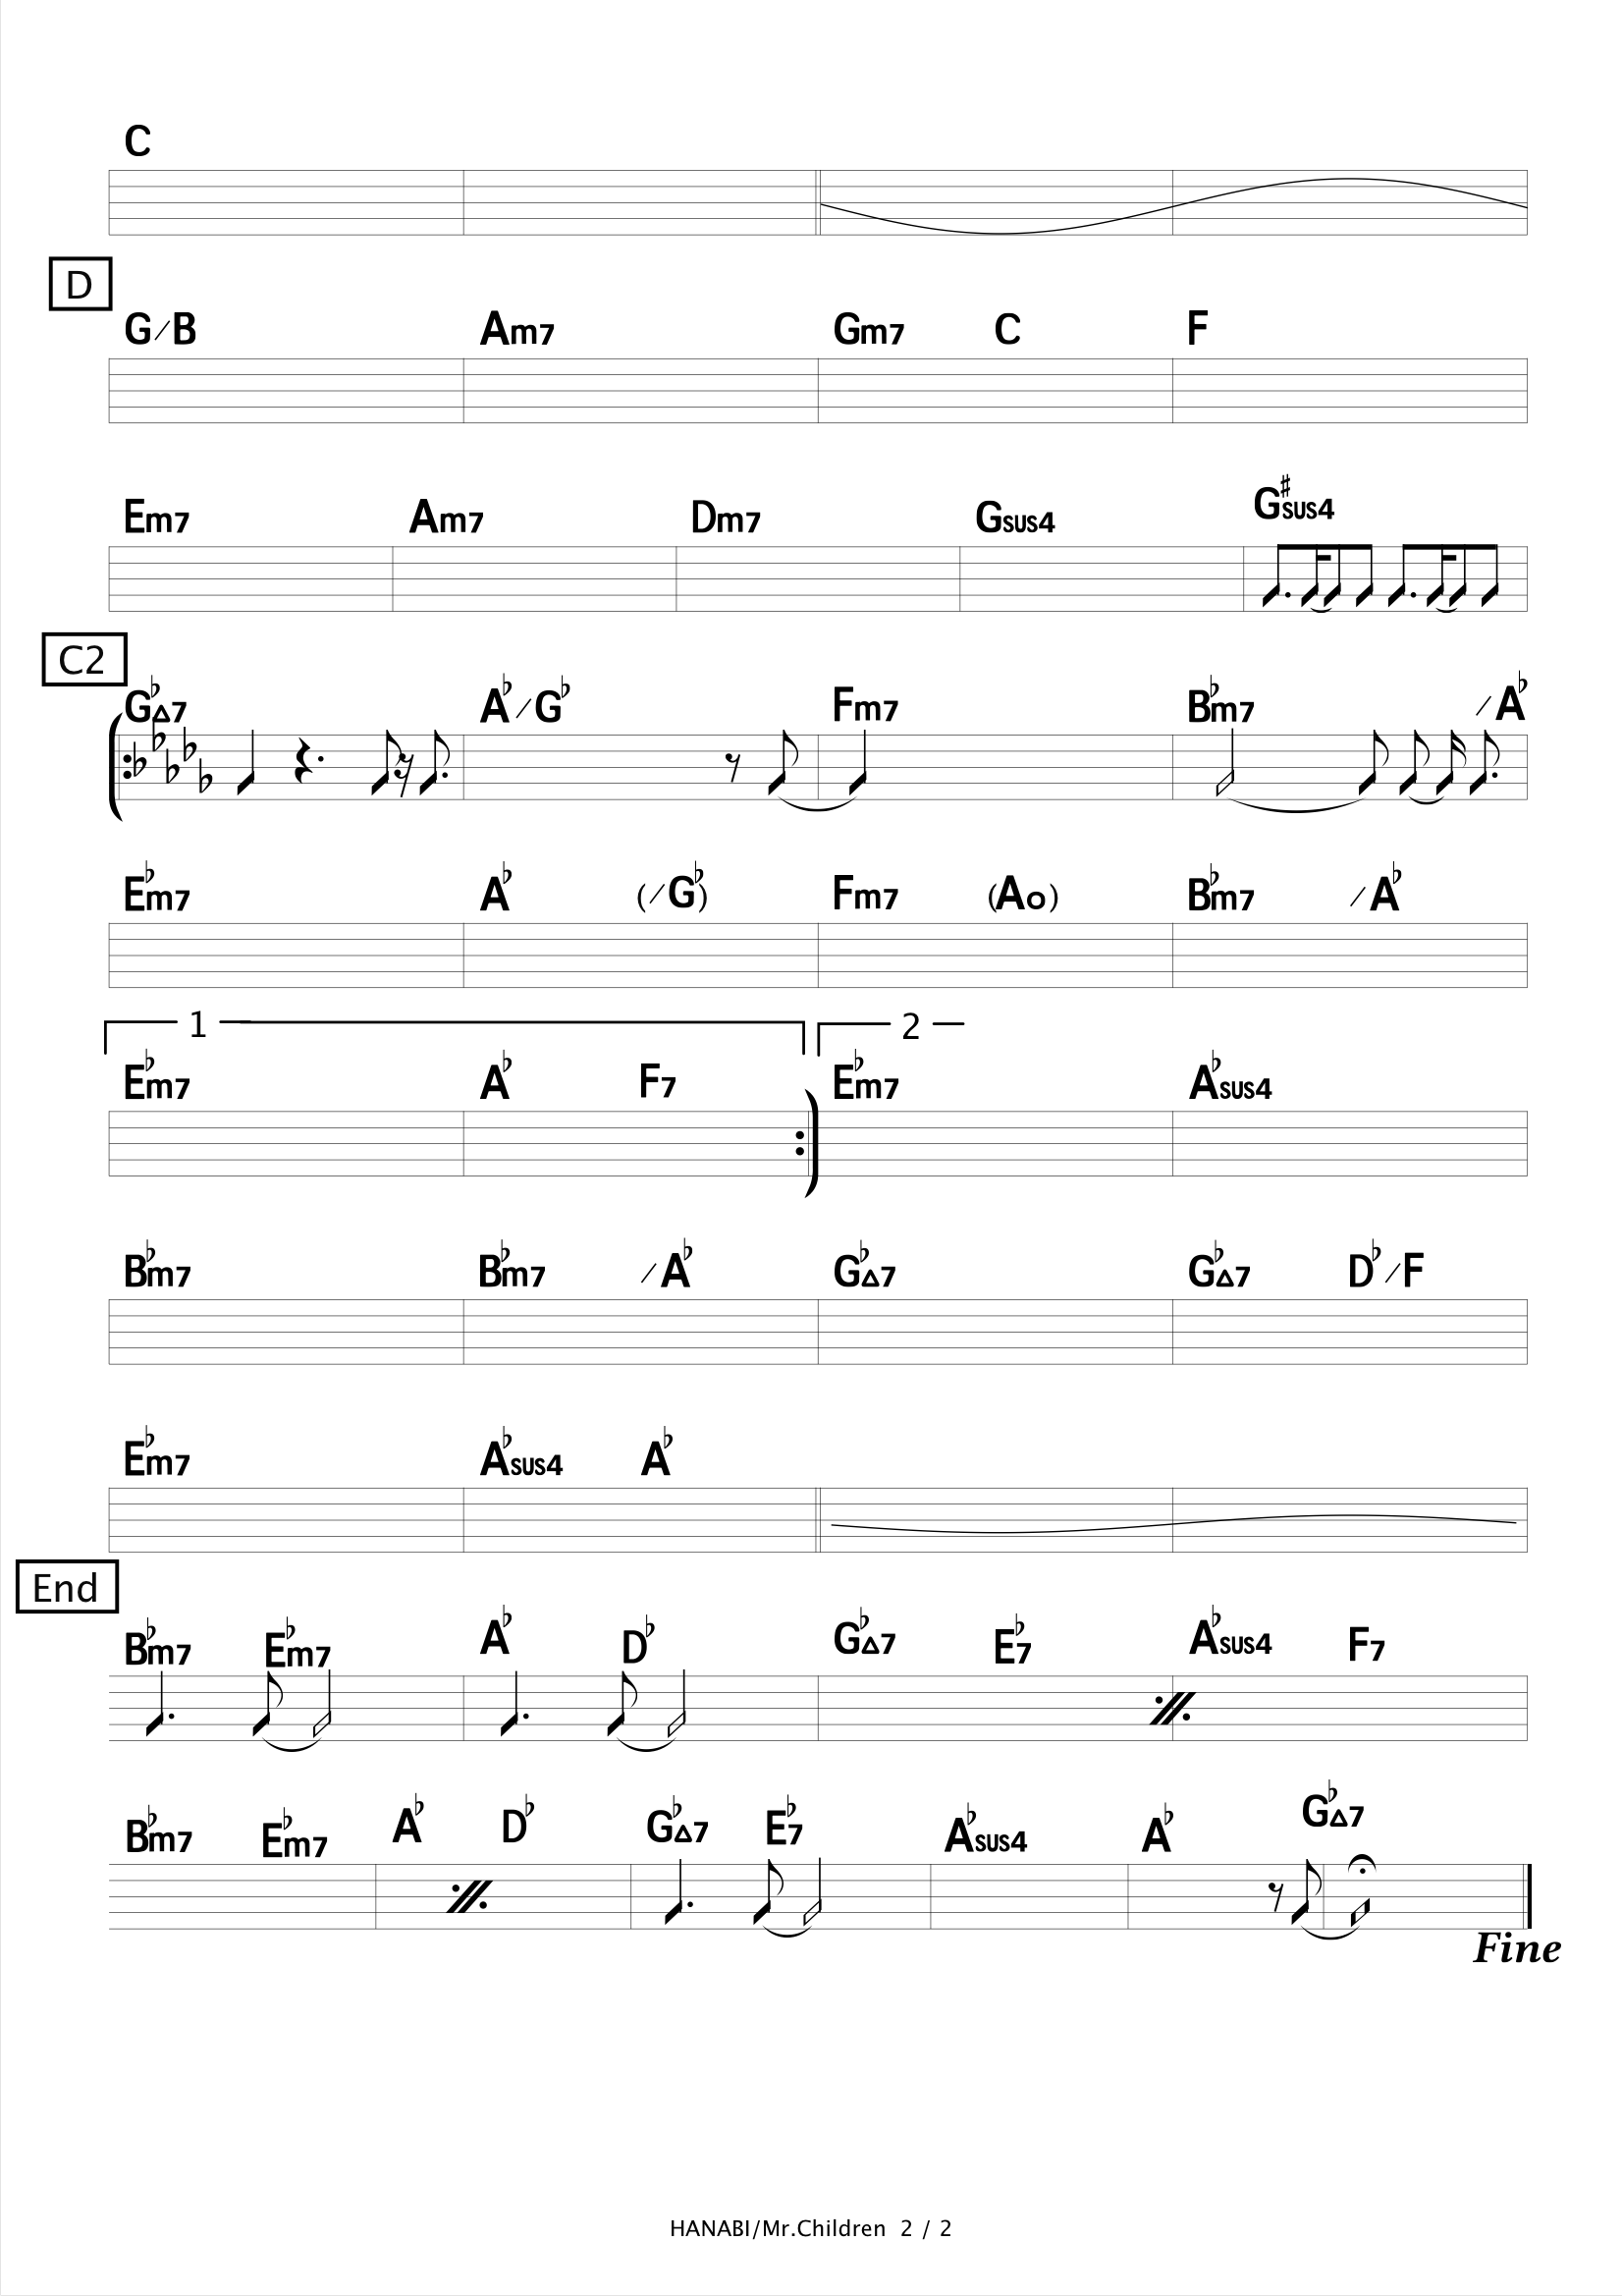 C
D
G/B Am7 Gm7 C F
Em7 Am7 Dm7 Gsus4 G♯sus4
C2
G♭△7 A♭/G♭ Fm7 B♭m7 /A♭
E♭m7 A♭ (/G♭) Fm7 (Ao) B♭m7 /A♭
1 2
E♭m7 A♭ F7 E♭m7 A♭sus4
B♭m7 B♭m7 /A♭ G♭△7 G♭△7 D♭/F
E♭m7 A♭sus4 A♭
End
B♭m7 E♭m7 A♭ D♭ G♭△7 E♭7 A♭sus4 F7
B♭m7 E♭m7 A♭ D♭ G♭△7 E♭7 A♭sus4 A♭ G♭△7
Fine
HANABI/Mr.Children 2 / 2